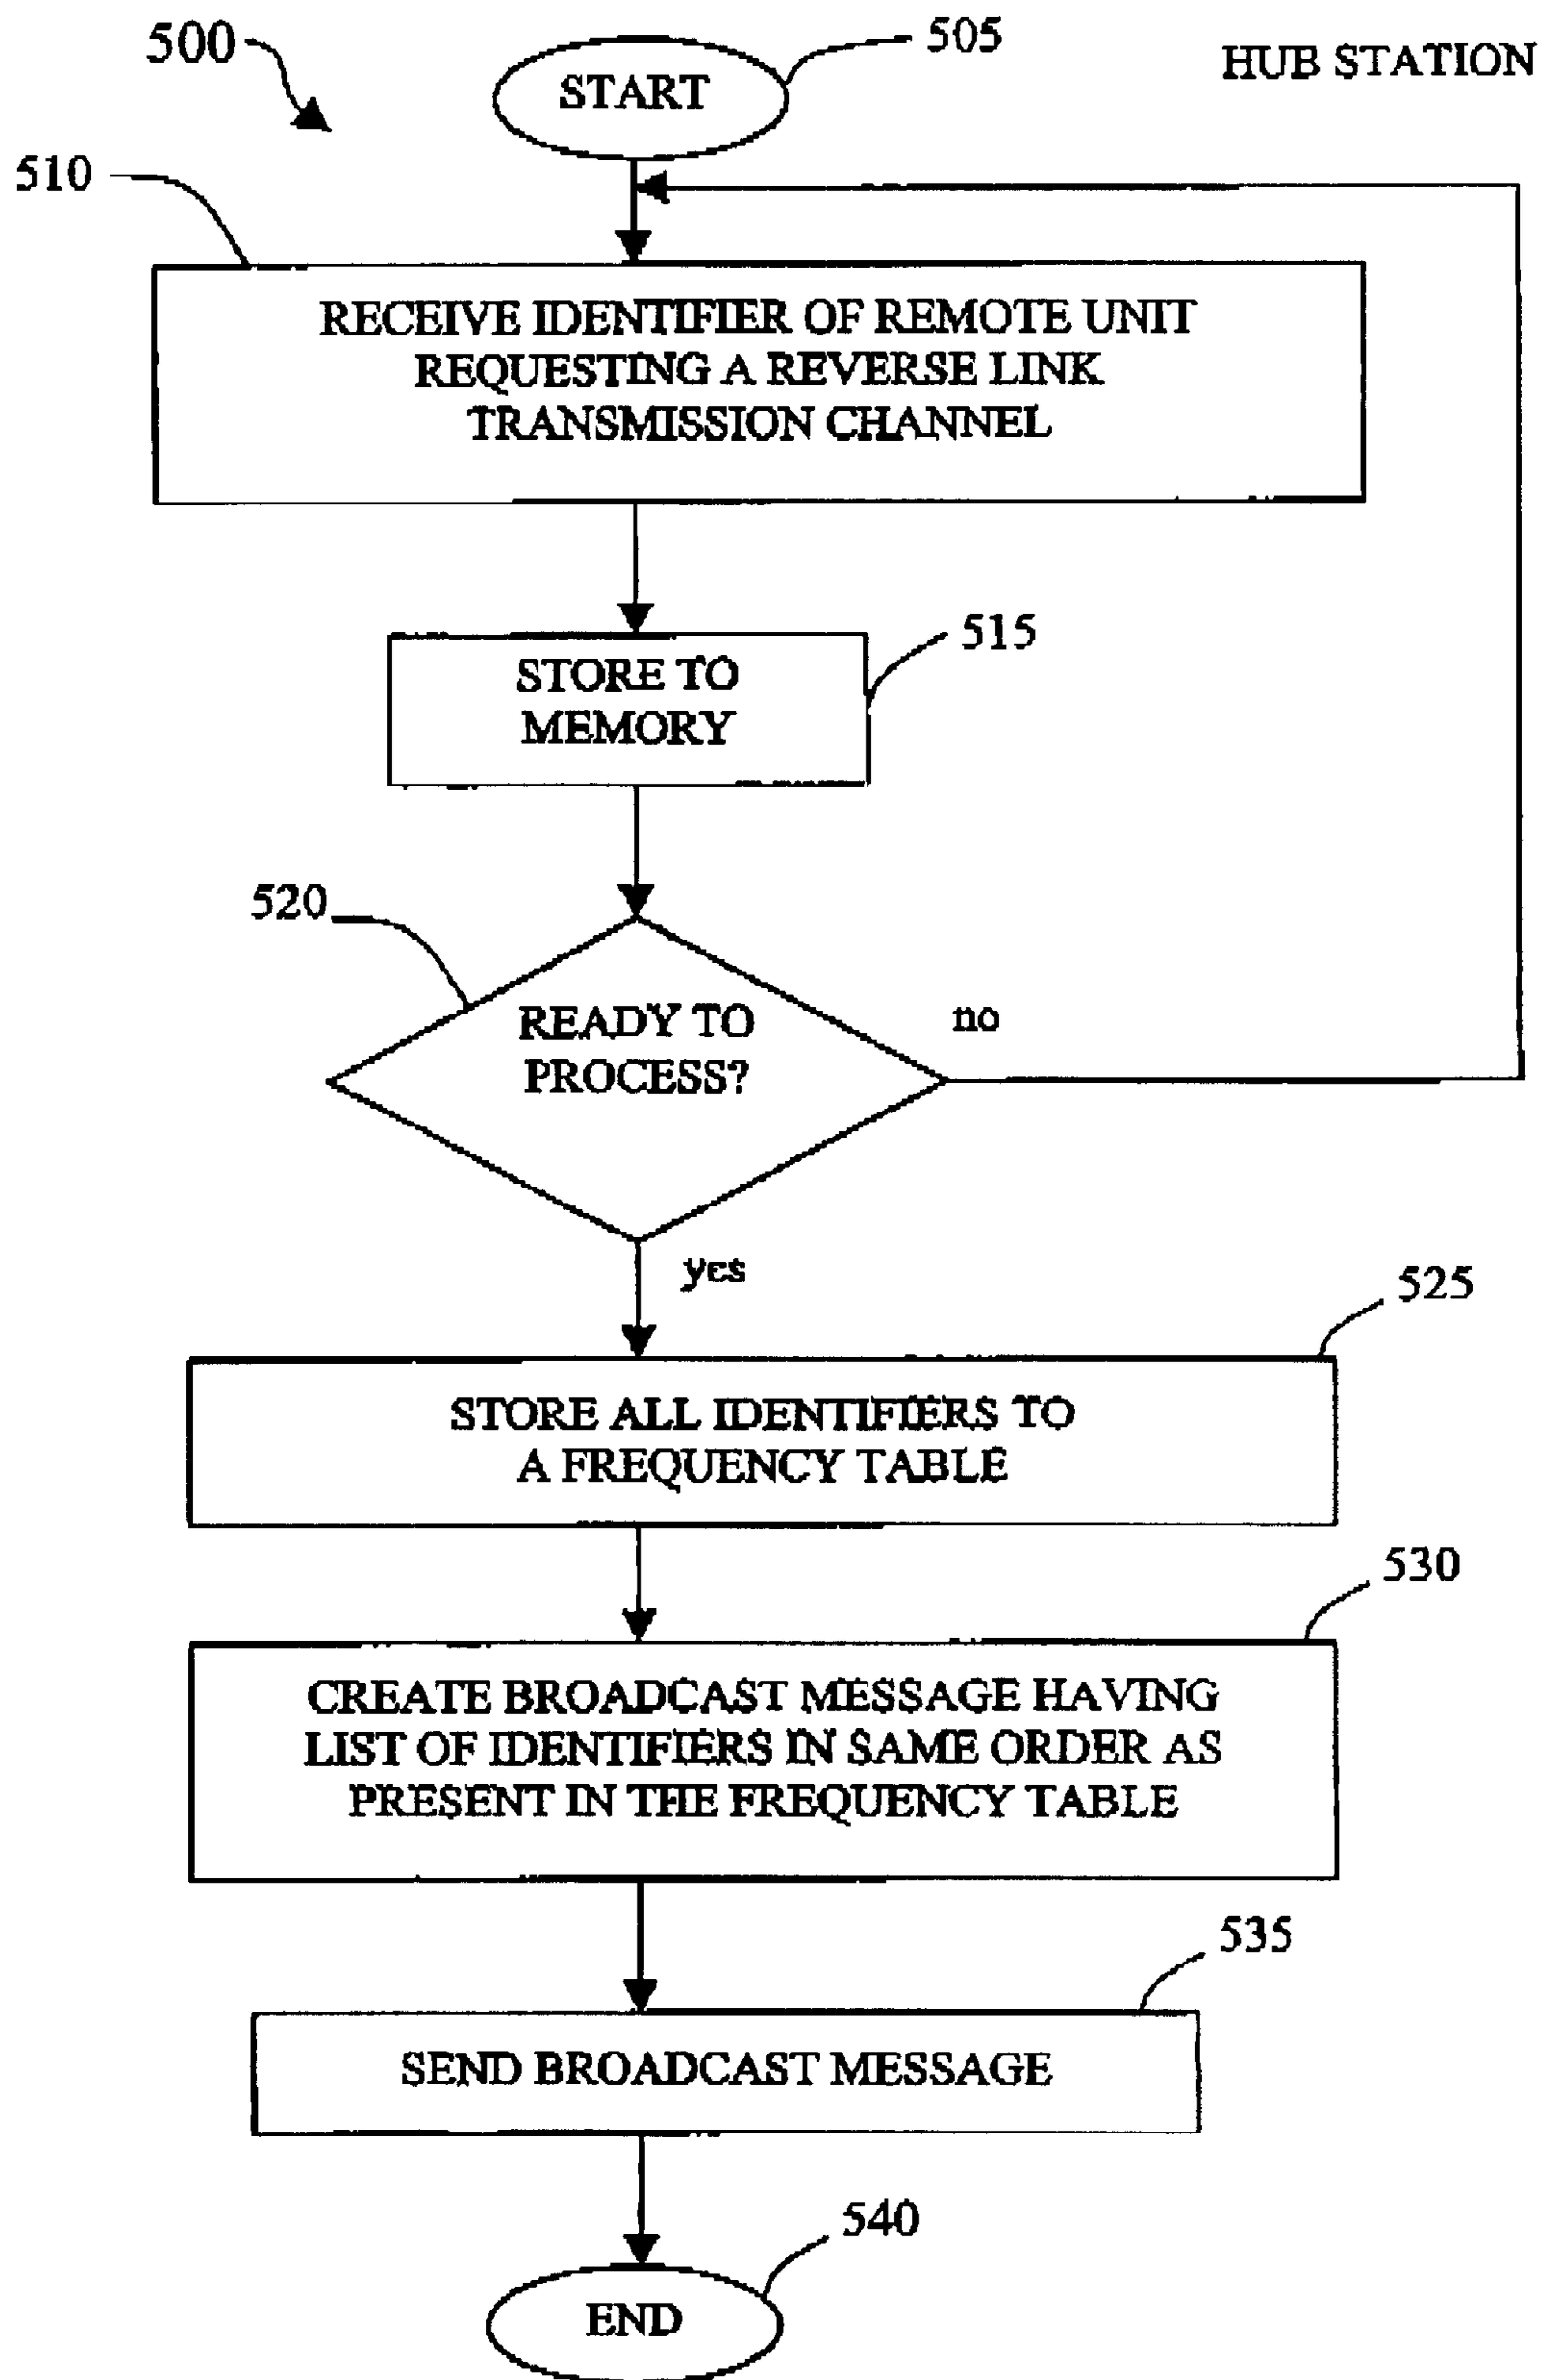 500
505
HUB STATION
START
510
RECEIVE IDENTIFIER OF REMOTE UNIT
REQUESTING A REVERSE LINK
TRANSMISSION CHANNEL
515
STORE TO
MEMORY
520
READY TO
PROCESS?
no
yes
525
STORE ALL IDENTIFIERS TO
A FREQUENCY TABLE
530
CREATE BROADCAST MESSAGE HAVING
LIST OF IDENTIFIERS IN SAME ORDER AS
PRESENT IN THE FREQUENCY TABLE
535
SEND BROADCAST MESSAGE
540
END